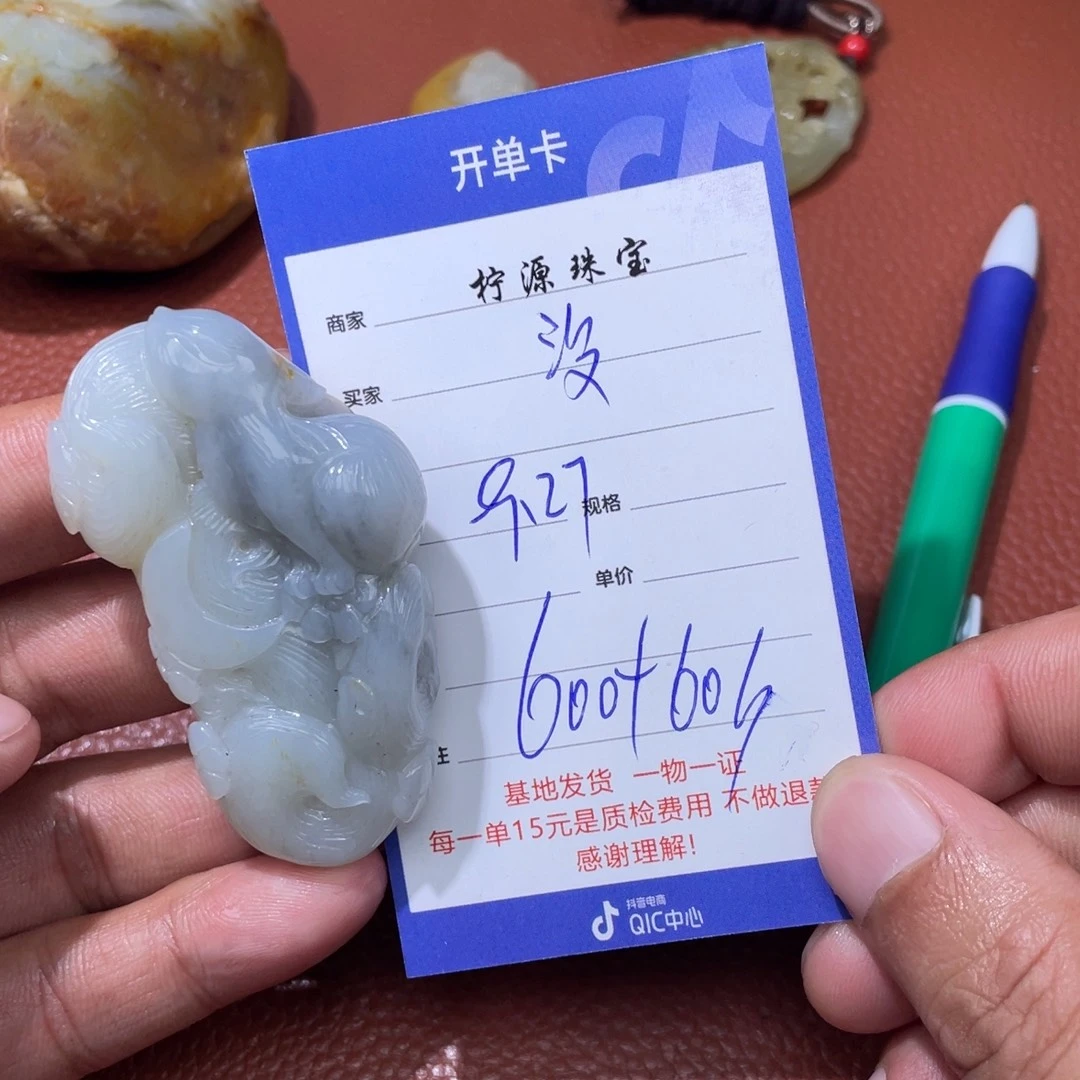 开单卡
商家 柠源珠宝
买家 没
9.27 规格
单价
600+60
基地发货 一物一证
每一单15元是质检费用 不做退
感谢理解!
抖音电商
QIC中心